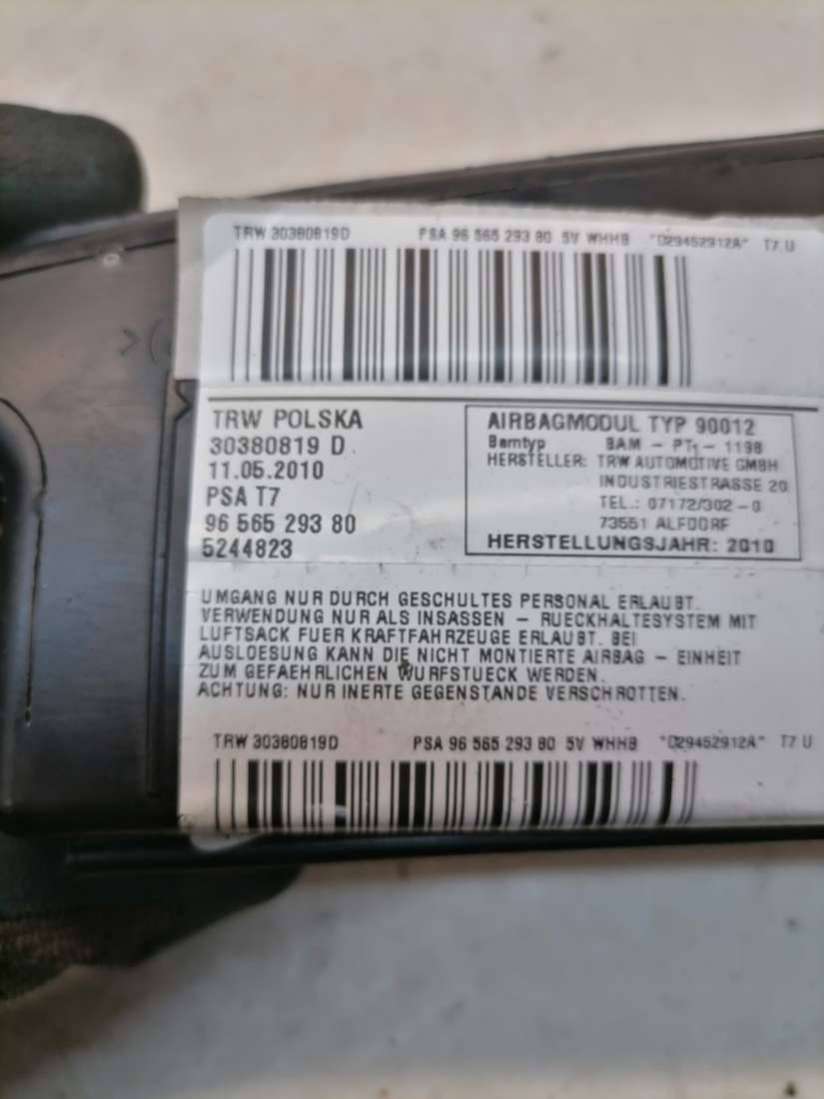 TRW 30380819D PSA 96 565 293 80 5V WHHB "D29452912A" T7 U
TRW POLSKA
30380819 D
11.05.2010
PSA T7
96 565 293 80
5244823
AIRBAGMODUL TYP 90012
BAM - PT1 - 1198
HERSTELLER: TRW AUTOMOTIVE GMBH
INDUSTRIESTRASSE 20
TEL.: 07172/302-0
73551 ALFDORF
HERSTELLUNGSJAHR: 2010
UMGANG NUR DURCH GESCHULTES PERSONAL ERLAUBT.
VERWENDUNG NUR ALS INSASSEN - RUECKHALTESYSTEM MIT
LUFTSACK FUER KRAFTFAHRZEUGE ERLAUBT. BEI
AUSLOESUNG KANN DIE NICHT MONTIERTE AIRBAG - EINHEIT
ZUM GEFAEHRLICHEN WURFSTUECK WERDEN.
ACHTUNG: NUR INERTE GEGENSTANDE VERSCHROTTEN.
TRW 30380819D PSA 96 565 293 80 5V WHHB "D29452912A" T7 U